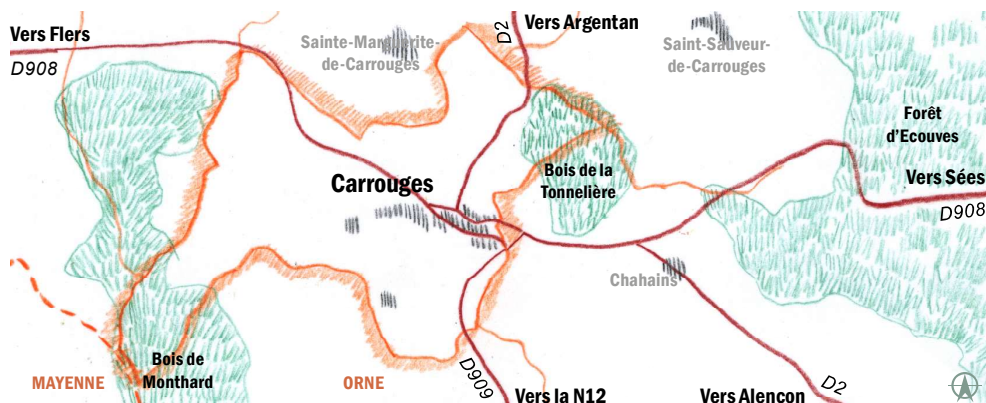 Vers Flers
D908
D2
Vers Argentan
Sainte-Marguerite-
de-Carrouges
Saint-Sauveur-
de-Carrouges
Forêt
d'Ecouves
Bois de la
Tonnelière
Carrouges
Vers Sées
D908
Chahains
Bois de
Monthard
MAYENNE
ORNE
D909
Vers la N12
Vers Alençon
D2